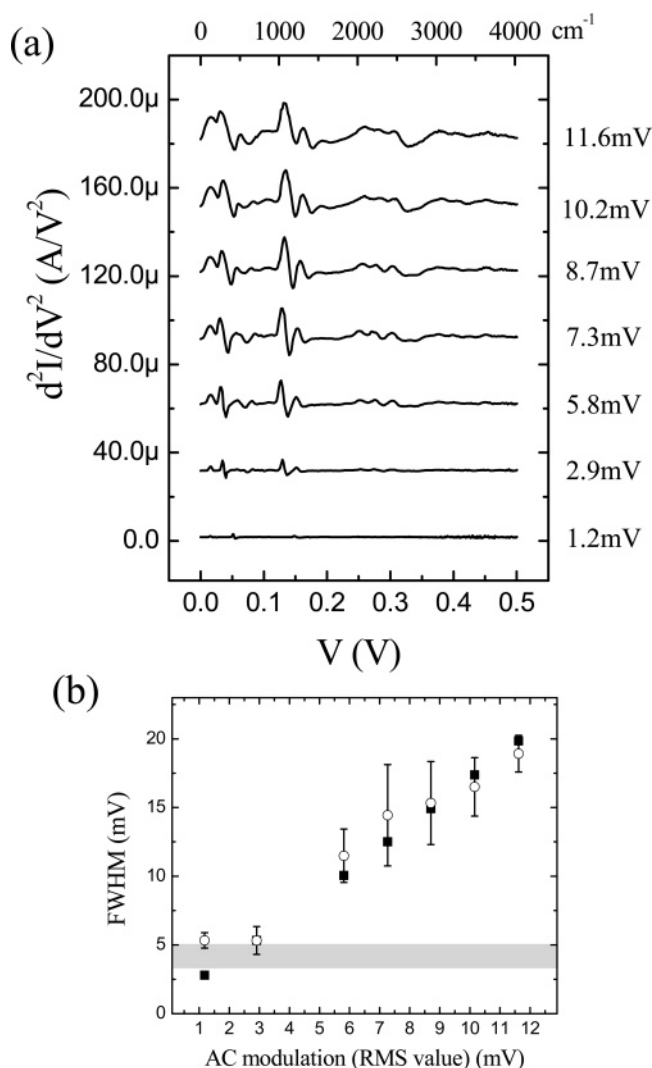 0 1000 2000 3000 4000 cm⁻¹
(a)
200.0μ
160.0μ
120.0μ
80.0μ
40.0μ
0.0
d²I/dV² (A/V²)
11.6mV
10.2mV
8.7mV
7.3mV
5.8mV
2.9mV
1.2mV
0.0 0.1 0.2 0.3 0.4 0.5
V (V)
(b)
20
15
10
5
0
FWHM (mV)
1 2 3 4 5 6 7 8 9 10 11 12
AC modulation (RMS value) (mV)